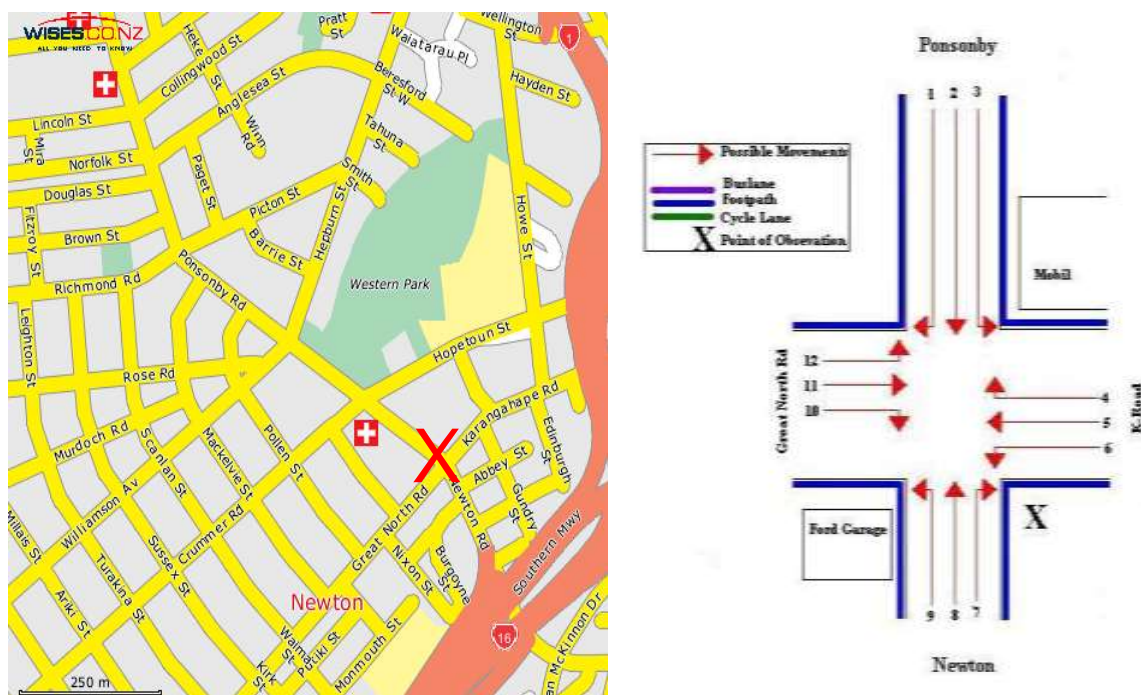 WISES.CO.NZ
ALL YOU NEED TO KNOW
Pratt St
Wellington St
1
Heke St
Waiatarau Pl
Collingwood St
Anglesea St
Beresford St W
Hayden St
Lincoln St
Winn Rd
Mira St
Norfolk St
Tahuna St
Paget St
Smith St
Douglas St
Picton St
Howe St
Fitzroy St
Hepburn St
Brown St
Barrie St
Western Park
Ponsonby Rd
Richmond Rd
Leighton St
Hopetoun St
Rose Rd
Karangahape Rd
Murdoch Rd
Scanlan St
Mackelvie St
Pollen St
Edinburgh St
X
Abbey St
Williamson Av
Great North Rd
Newton Rd
Gundry St
Millais St
Crummer Rd
Sussex St
Turakina St
Nixon St
Burgoyne St
Southern Mwy
Ariki St
Newton
16
Waima St
Putiki St
Monmouth St
Kirk
McKinnon Dr
250 m
Ponsonby
1 2 3
Possible Movements
Buslane
Footpath
Cycle Lane
X Point of Obsevation
Mobil
Great North Rd
12
11
10
4
5
6
K-Road
Ford Garage
X
9 8 7
Newton